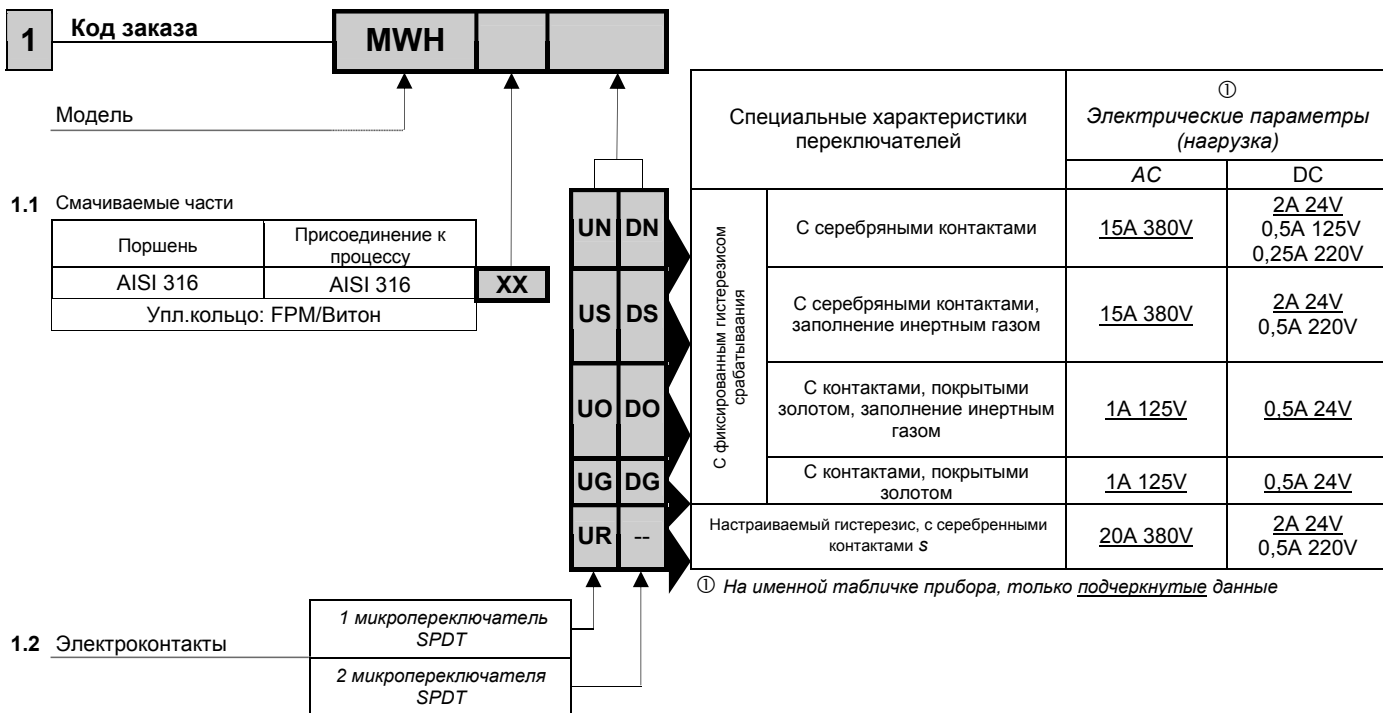 1 Код заказа MWH
Модель
Специальные характеристики
переключателей
①
Электрические параметры
(нагрузка)
AC DC
1.1 Смачиваемые части
Поршень
Присоединение к
процессу
AISI 316 AISI 316 XX
Упл.кольцо: FPM/Витон
С фиксированным гистерезисом
срабатываания
UN DN
С серебряными контактами
15A 380V
2A 24V
0,5A 125V
0,25A 220V
US DS
С серебряными контактами,
заполнение инертным газом
15A 380V
2A 24V
0,5A 220V
UO DO
С контактами, покрытыми
золотом, заполнение инертным
газом
1A 125V
0,5A 24V
UG DG
С контактами, покрытыми
золотом
1A 125V
0,5A 24V
UR --
Настраиваемый гистерезис, с серебренными
контактами s
20A 380V
2A 24V
0,5A 220V
① На именной табличке прибора, только подчеркнутые данные
1.2 Электроконтакты
1 микропереключатель
SPDT
2 микропереключателя
SPDT